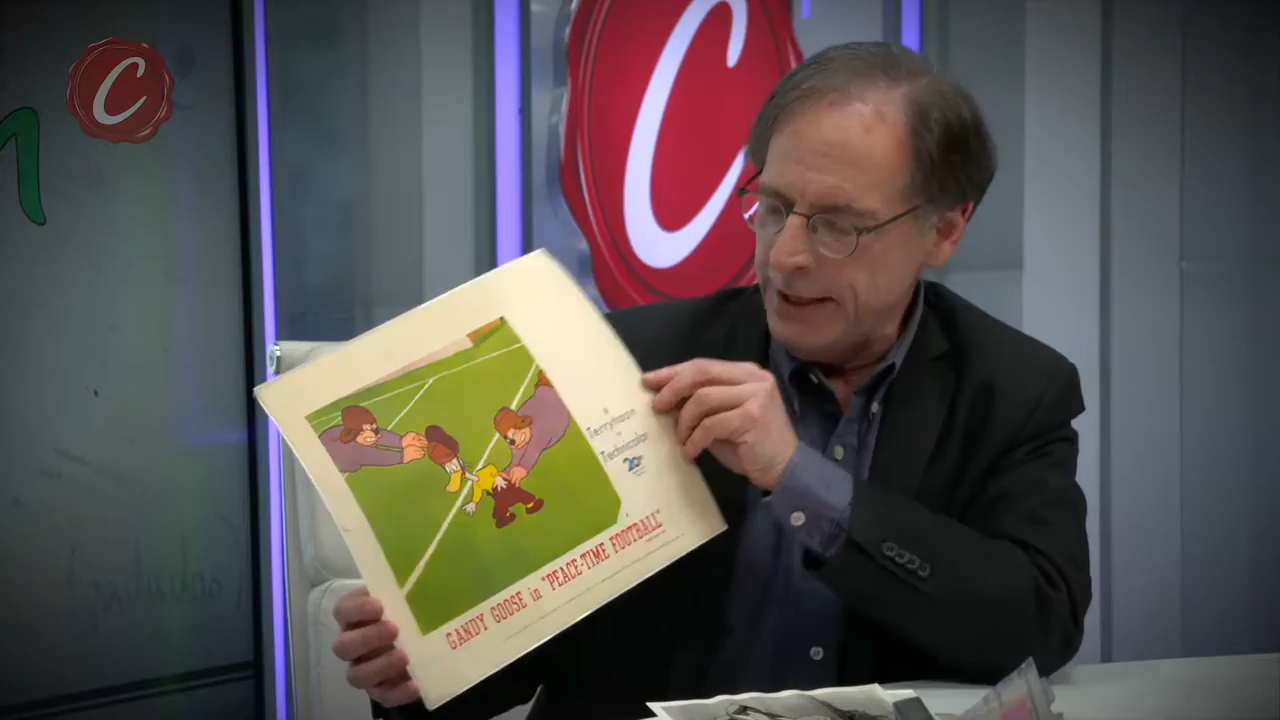 C
C
A
Terrytoon
in
Technicolor
20th
GANDY GOOSE in "PEACE-TIME FOOTBALL"